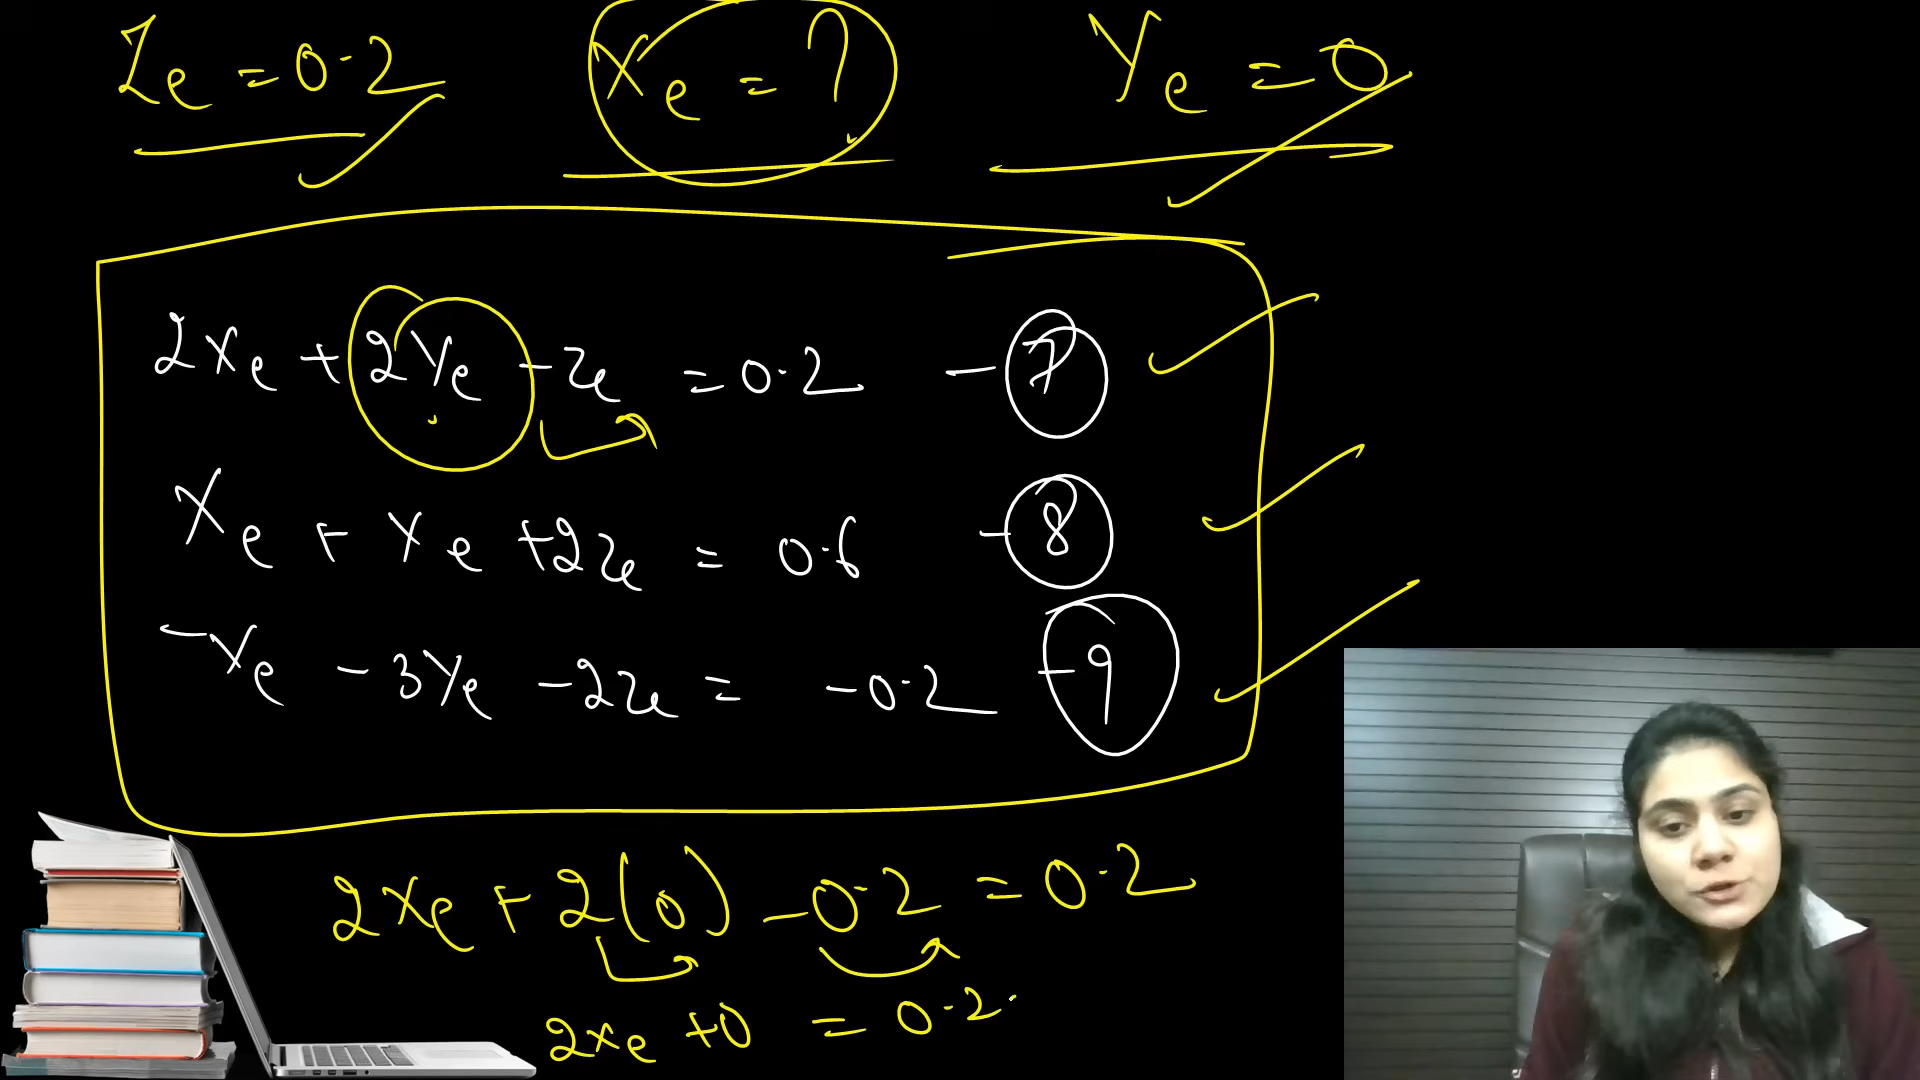 Ze = 0.2 Xe = ? Ye = 0
2Xe + 2Ye - Ze = 0.2 - 7
Xe + Ye + 2Ze = 0.6 - 8
-Xe - 3Ye - 2Ze = -0.2 - 9
2Xe + 2(0) - 0.2 = 0.2
2Xe + 0 = 0.2